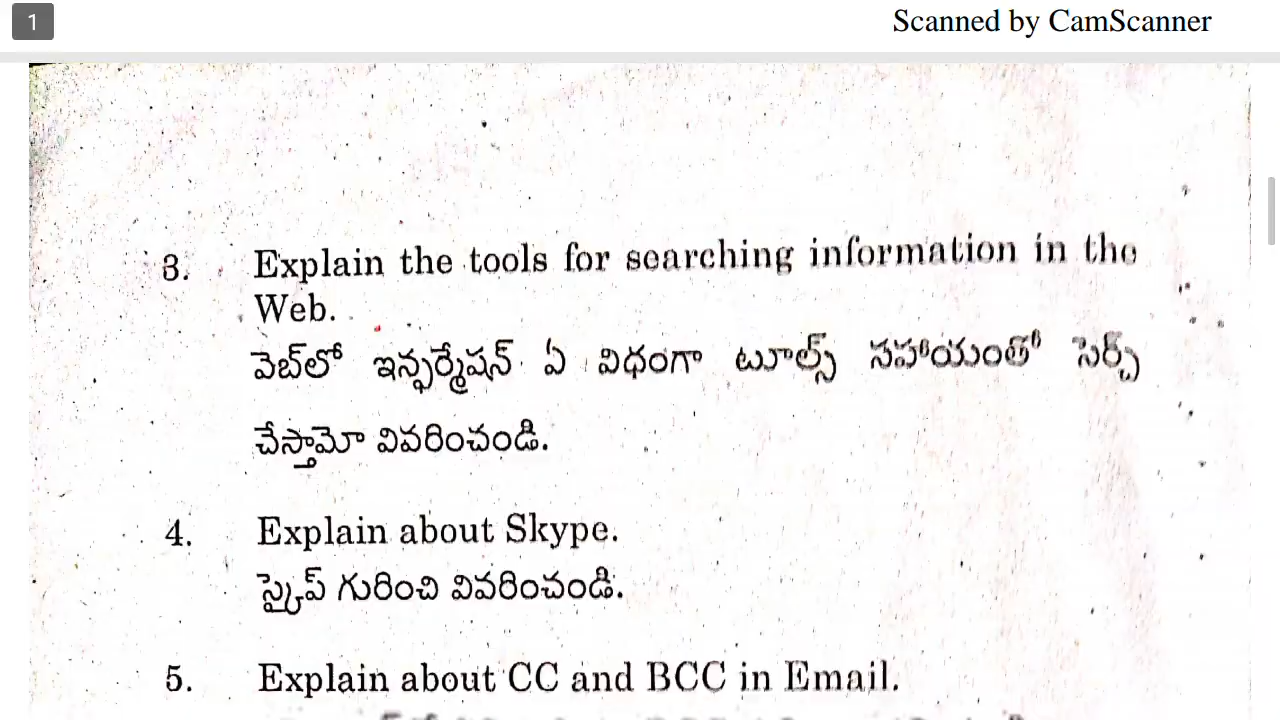 1
Scanned by CamScanner
3. Explain the tools for searching information in the
Web.
వెబ్‌లో ఇన్ఫర్మేషన్ ఏ విధంగా టూల్స్ సహాయంతో సెర్చ్
చేస్తామో వివరించండి.
4. Explain about Skype.
స్కైప్ గురించి వివరించండి.
5. Explain about CC and BCC in Email.